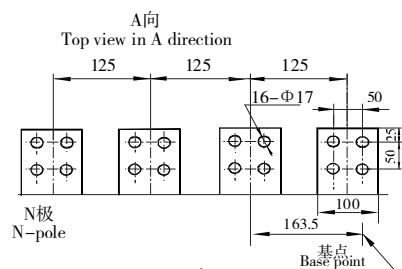 A向
Top view in A direction
125
125
125
16-Φ17
50
25
50
100
N极
N-pole
163.5
基点
Base point